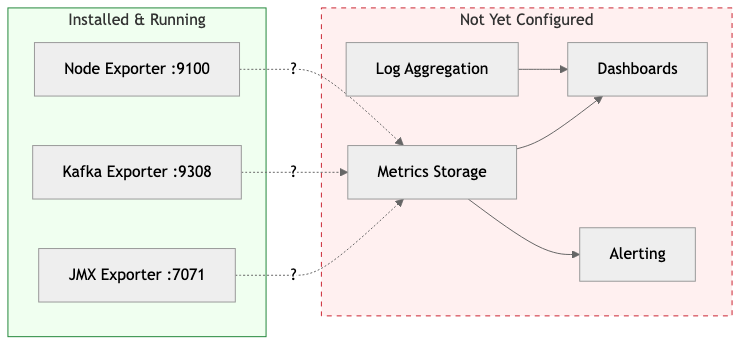 Installed & Running
Node Exporter :9100
Kafka Exporter :9308
JMX Exporter :7071
?
?
?
Not Yet Configured
Log Aggregation
Dashboards
Metrics Storage
Alerting